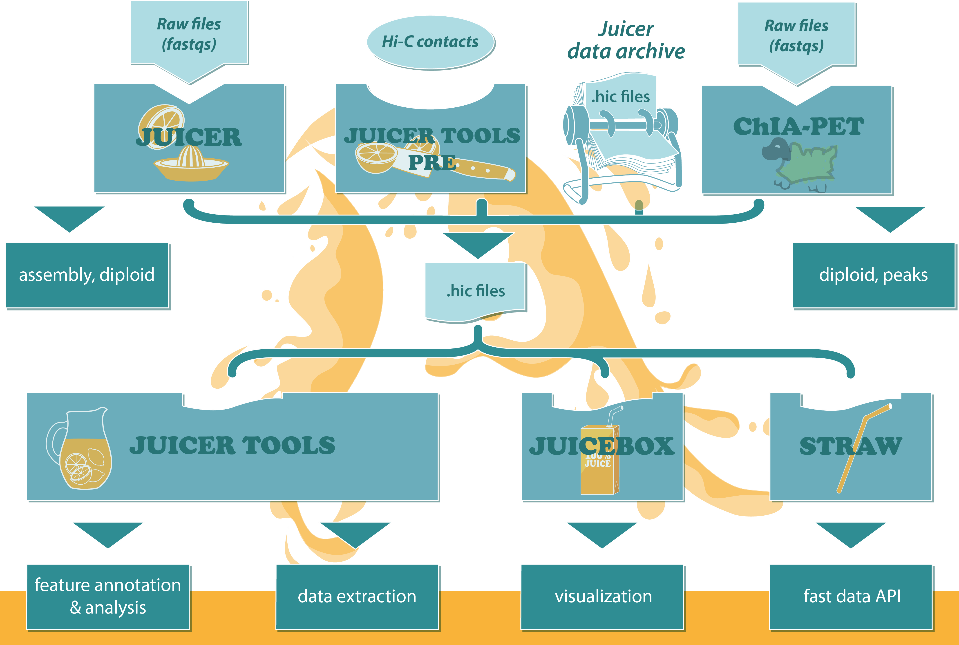 Raw files
(fastqs)
Hi-C contacts
Juicer
data archive
Raw files
(fastqs)
.hic files
JUICER
JUICER TOOLS
PRE
ChIA-PET
assembly, diploid
diploid, peaks
.hic files
JUICER TOOLS
JUICEBOX
JUICE
STRAW
feature annotation
& analysis
data extraction
visualization
fast data API